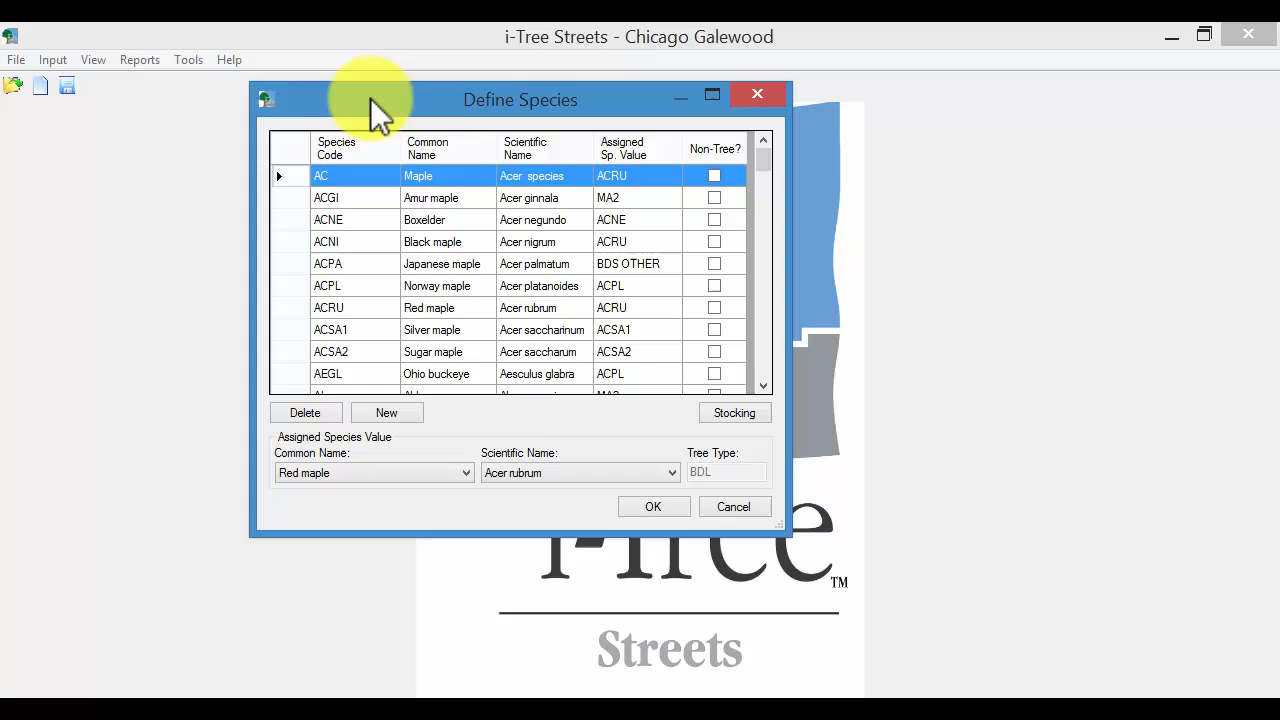 i-Tree Streets - Chicago Galewood
File Input View Reports Tools Help
Define Species
Species Code Common Name Scientific Name Assigned Sp. Value Non-Tree?
AC Maple Acer species ACRU
ACGI Amur maple Acer ginnala MA2
ACNE Boxelder Acer negundo ACNE
ACNI Black maple Acer nigrum ACRU
ACPA Japanese maple Acer palmatum BDS OTHER
ACPL Norway maple Acer platanoides ACPL
ACRU Red maple Acer rubrum ACRU
ACSA1 Silver maple Acer saccharinum ACSA1
ACSA2 Sugar maple Acer saccharum ACSA2
AEGL Ohio buckeye Aesculus glabra ACPL
Delete New Stocking
Assigned Species Value
Common Name: Scientific Name: Tree Type:
Red maple Acer rubrum BDL
OK Cancel
i-Tree TM
Streets